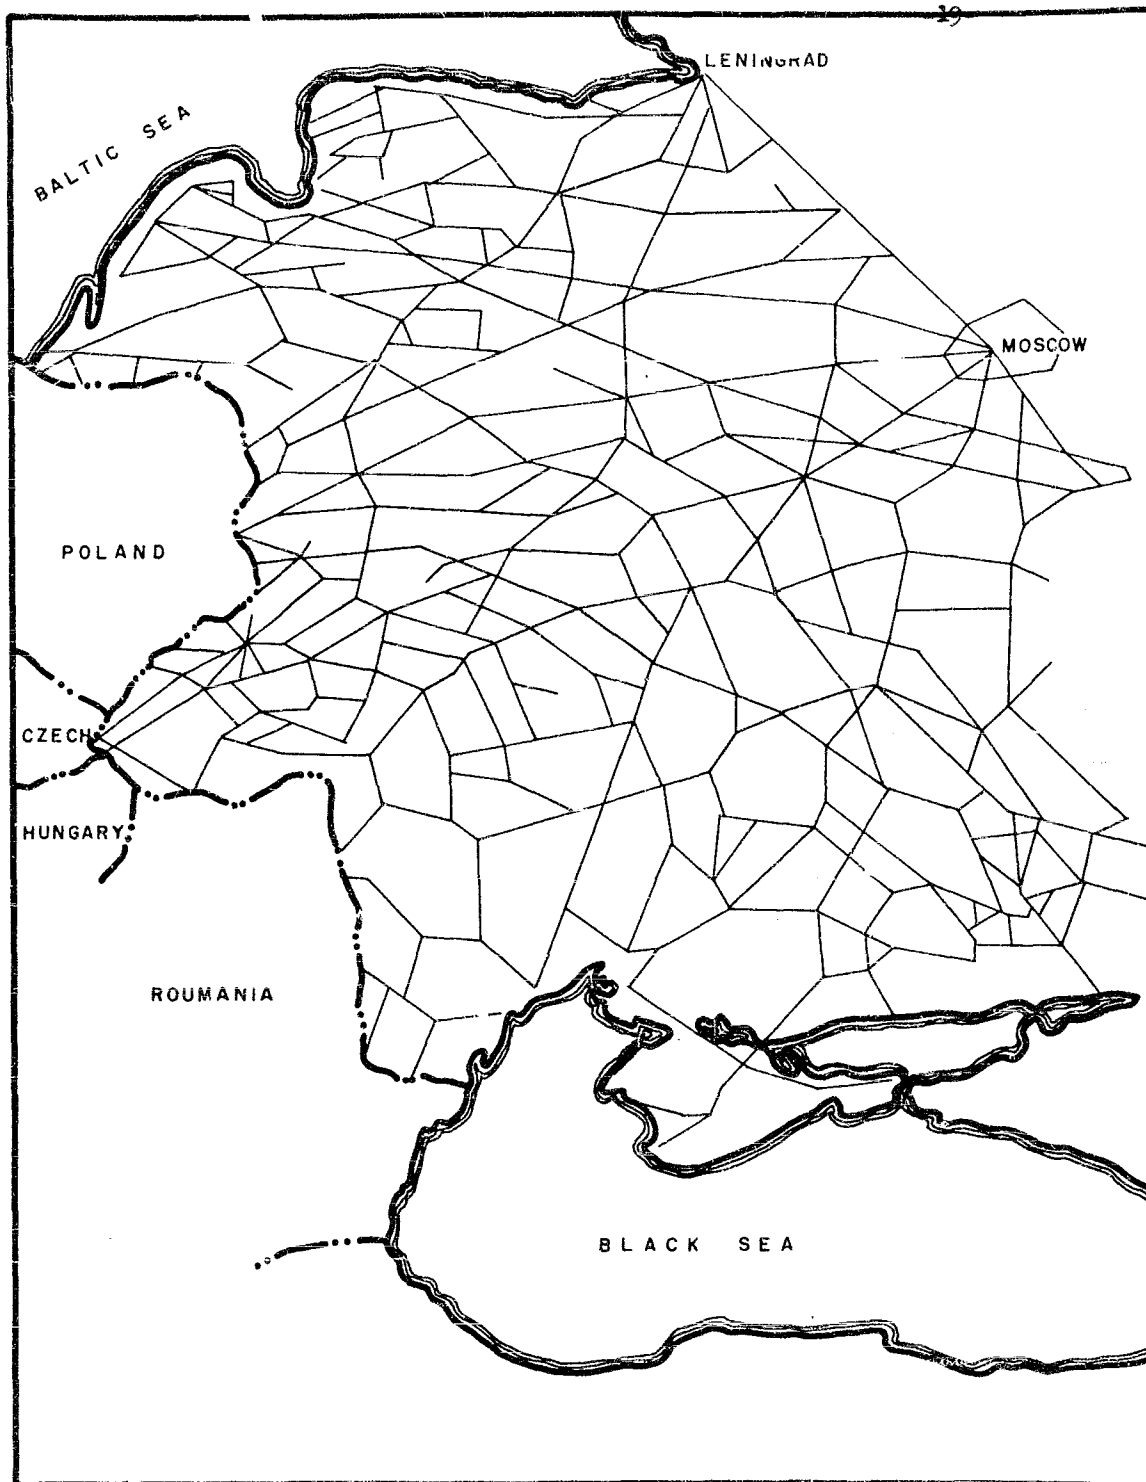 19
LENINGRAD
BALTIC SEA
MOSCOW
POLAND
CZECH
HUNGARY
ROUMANIA
BLACK SEA